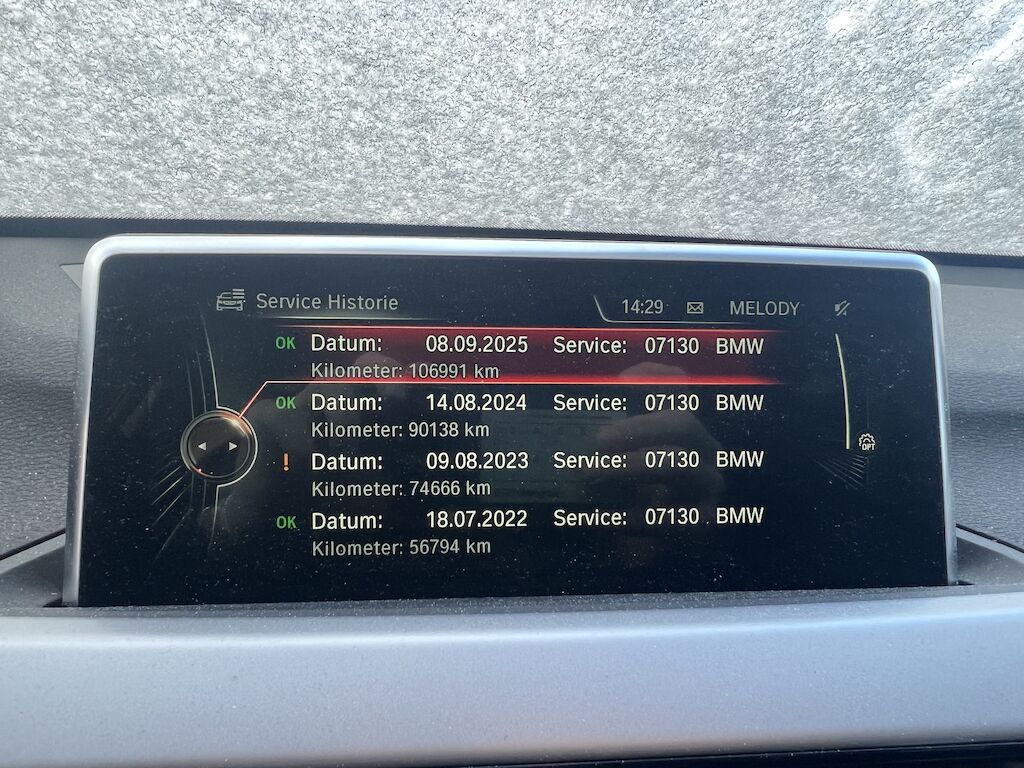 Service Historie 14:29 MELODY
OK Datum: 08.09.2025 Service: 07130 BMW
Kilometer: 106991 km
OK Datum: 14.08.2024 Service: 07130 BMW
Kilometer: 90138 km
! Datum: 09.08.2023 Service: 07130 BMW
Kilometer: 74666 km
OK Datum: 18.07.2022 Service: 07130 BMW
Kilometer: 56794 km
OPT